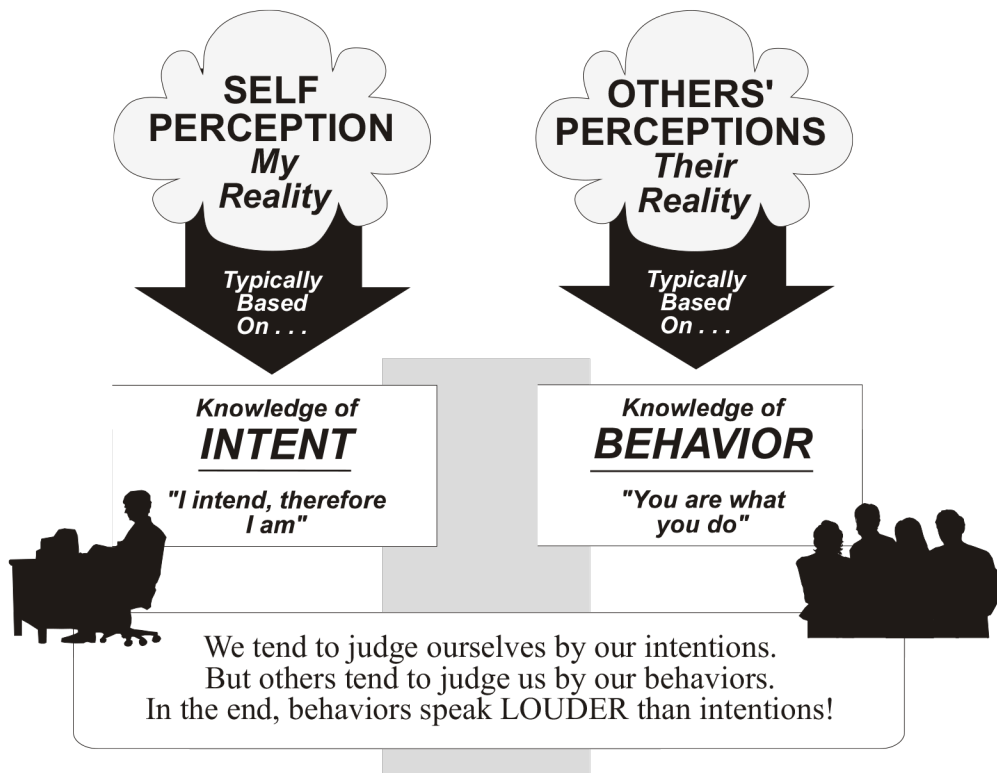 SELF
PERCEPTION
My
Reality
Typically
Based
On . . .
Knowledge of
INTENT
"I intend, therefore
I am"
OTHERS'
PERCEPTIONS
Their
Reality
Typically
Based
On . . .
Knowledge of
BEHAVIOR
"You are what
you do"
We tend to judge ourselves by our intentions.
But others tend to judge us by our behaviors.
In the end, behaviors speak LOUDER than intentions!